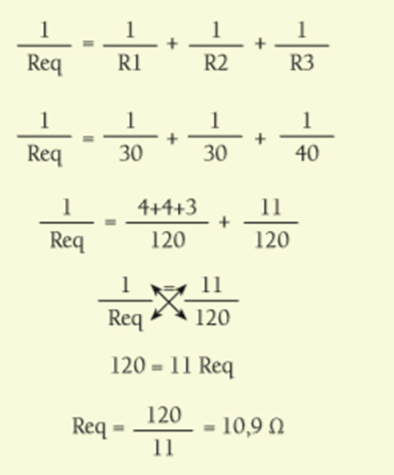 1/Req = 1/R1 + 1/R2 + 1/R3
1/Req = 1/30 + 1/30 + 1/40
1/Req = 4+4+3/120 + 11/120
1/Req = 11/120
120 = 11 Req
Req = 120/11 = 10,9 Ω